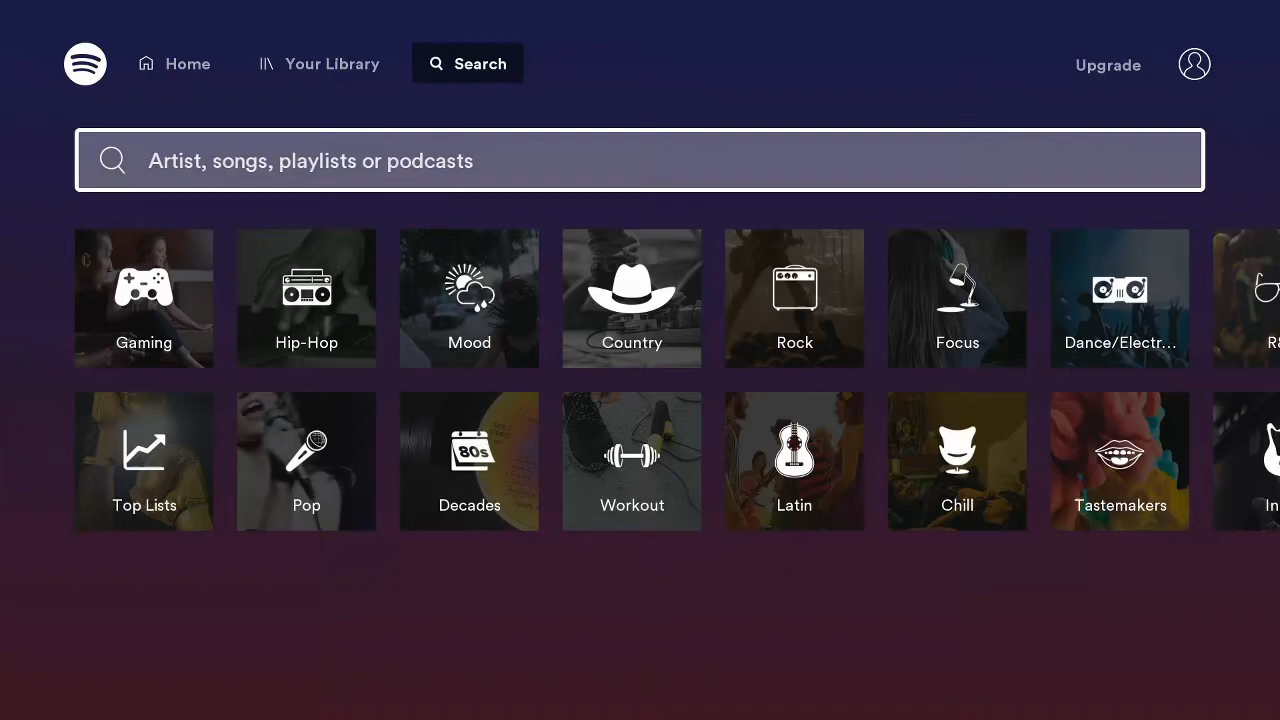 Home
Your Library
Search
Upgrade
Artist, songs, playlists or podcasts
Gaming
Hip-Hop
Mood
Country
Rock
Focus
Dance/Electr...
Top Lists
Pop
80s
Decades
Workout
Latin
Chill
Tastemakers